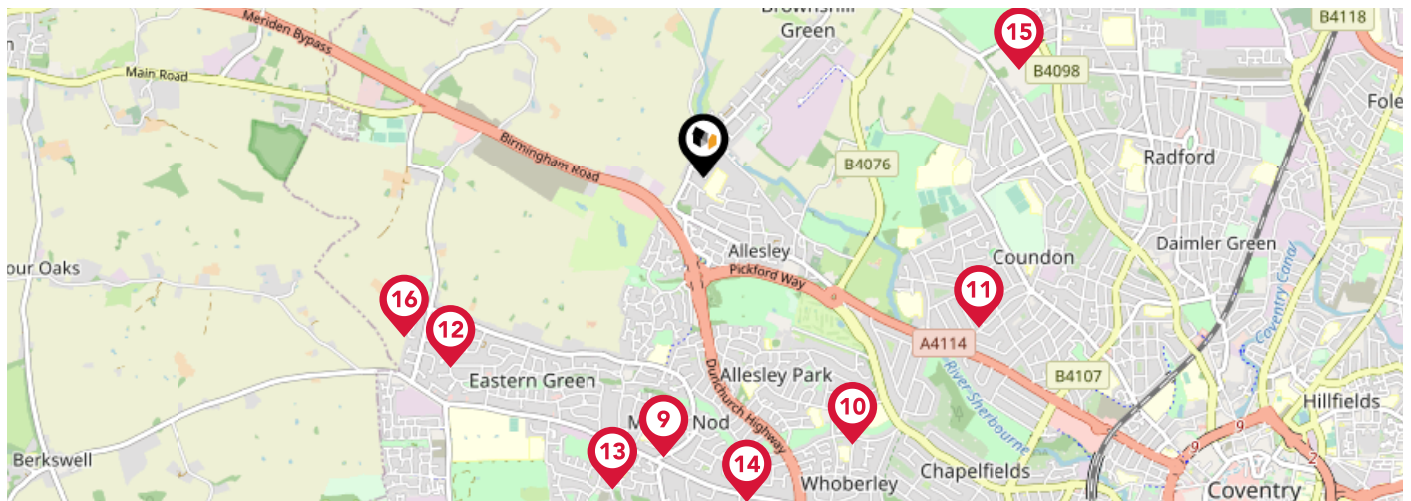 Brownshill
Green
B4118
15
B4098
Fole
Meriden Bypass
Main Road
n
Birmingham Road
B4076
Radford
Allesley
Pickford Way
Coundon
Daimler Green
our Oaks
Coventry Canal
16
12
11
A4114
Eastern Green
Dunchurch Highway
Allesley Park
River Sherbourne
B4107
Hillfields
9
M
Nod
10
13
14
Berkswell
Whoberley
Chapelfields
9
9
2
Coventry